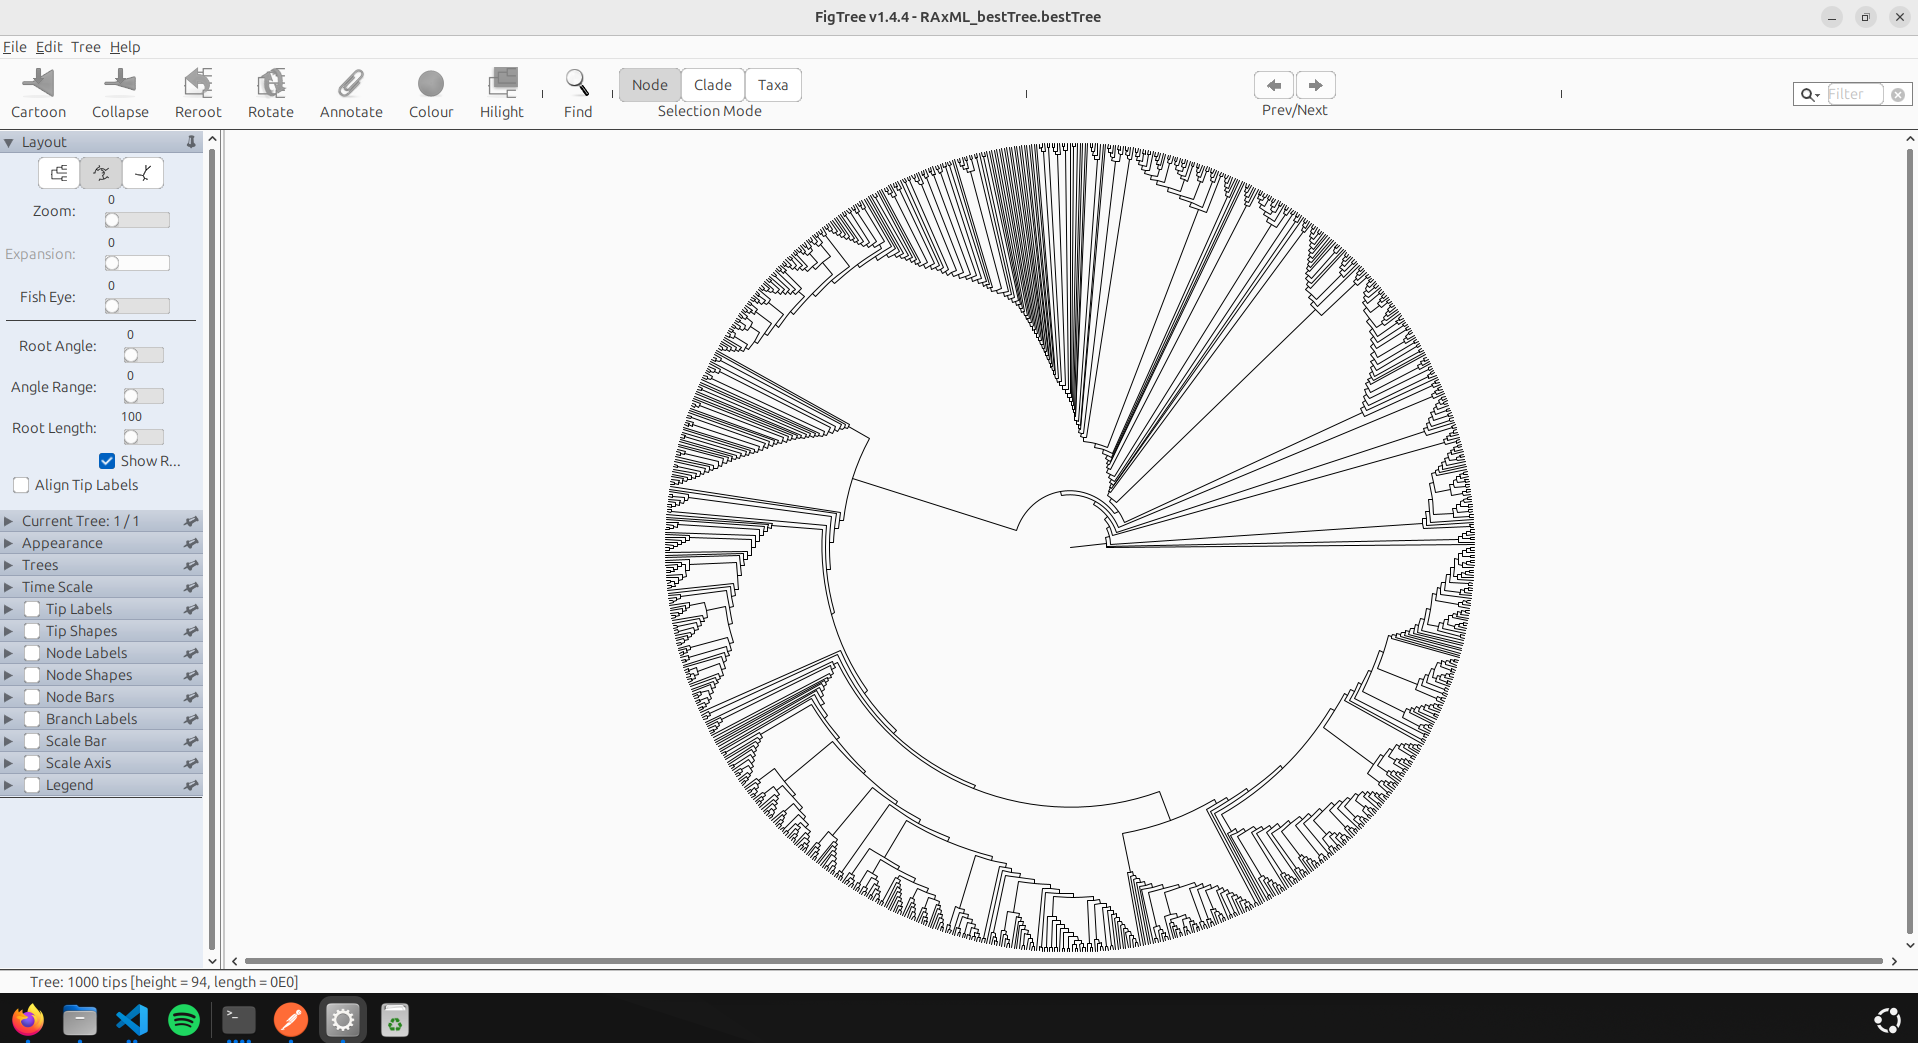 FigTree v1.4.4 - RAxML_bestTree.bestTree
File Edit Tree Help
Cartoon Collapse Reroot Rotate Annotate Colour Hilight Find
Node Clade Taxa
Selection Mode
Prev/Next
Filter
Layout
Zoom: 0
Expansion: 0
Fish Eye: 0
Root Angle: 0
Angle Range: 0
Root Length: 100
Show R...
Align Tip Labels
Current Tree: 1 / 1
Appearance
Trees
Time Scale
Tip Labels
Tip Shapes
Node Labels
Node Shapes
Node Bars
Branch Labels
Scale Bar
Scale Axis
Legend
Tree: 1000 tips [height = 94, length = 0E0]